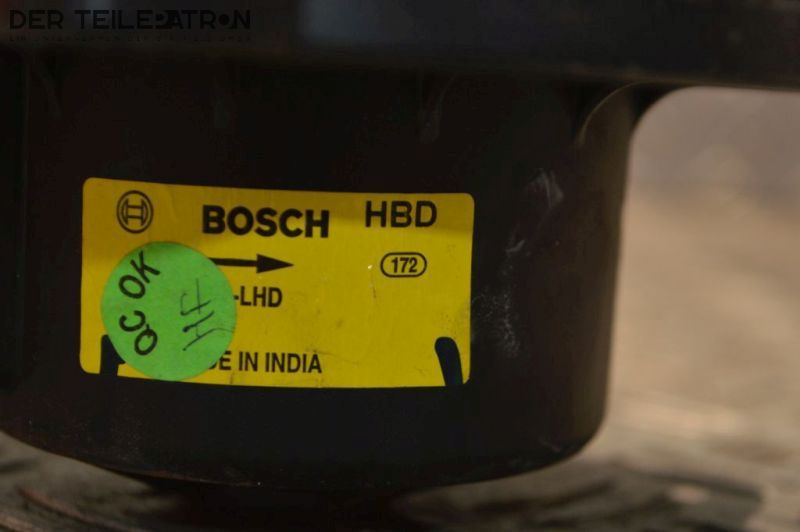 DER TEILEPATRON
BOSCH HBD
172
QC OK
HF
-LHD
E IN INDIA